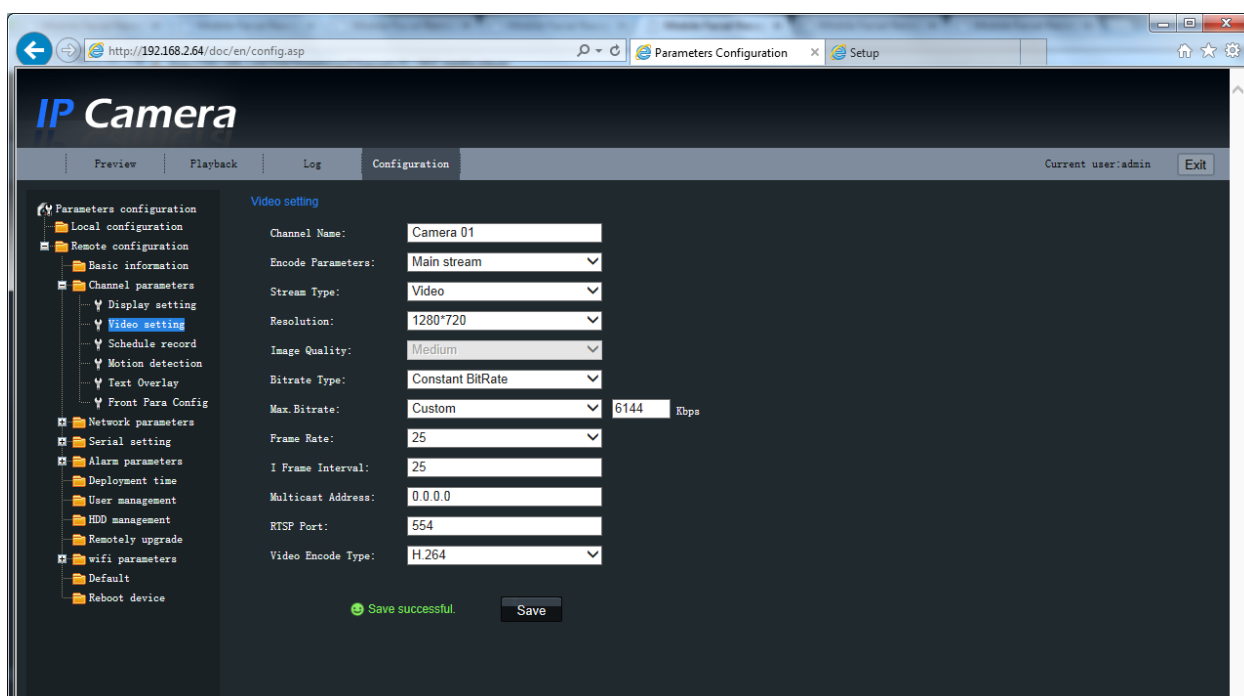 http://192.168.2.64/doc/en/config.asp Parameters Configuration Setup
IP Camera
Preview Playback Log Configuration Current user:admin Exit
Parameters configuration
Local configuration
Remote configuration
Basic information
Channel parameters
Display setting
Video setting
Schedule record
Motion detection
Text Overlay
Front Para Config
Network parameters
Serial setting
Alarm parameters
Deployment time
User management
HDD management
Remotely upgrade
wifi parameters
Default
Reboot device
Video setting
Channel Name: Camera 01
Encode Parameters: Main stream
Stream Type: Video
Resolution: 1280*720
Image Quality: Medium
Bitrate Type: Constant BitRate
Max.Bitrate: Custom 6144 Kbps
Frame Rate: 25
I Frame Interval: 25
Multicast Address: 0.0.0.0
RTSP Port: 554
Video Encode Type: H.264
Save successful. Save